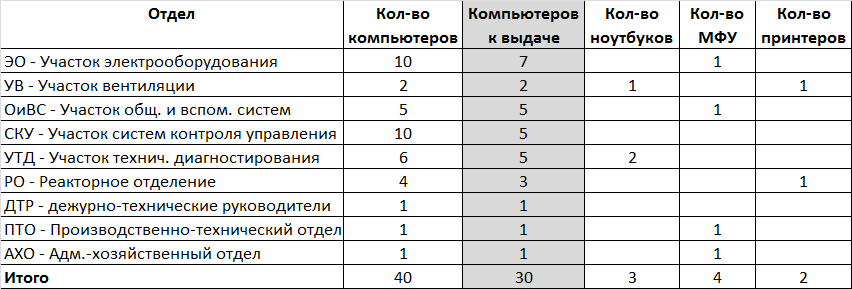 Отдел Кол-во компьютеров Компьютеров к выдаче Кол-во ноутбуков Кол-во МФУ Кол-во принтеров
ЭО - Участок электрооборудования 10 7 1
УВ - Участок вентиляции 2 2 1 1
ОиВС - Участок общ. и вспом. систем 5 5 1
СКУ - Участок систем контроля управления 10 5
УТД - Участок технич. диагностирования 6 5 2
РО - Реакторное отделение 4 3 1
ДТР - дежурно-технические руководители 1 1
ПТО - Производственно-технический отдел 1 1 1
АХО - Адм.-хозяйственный отдел 1 1 1
Итого 40 30 3 4 2